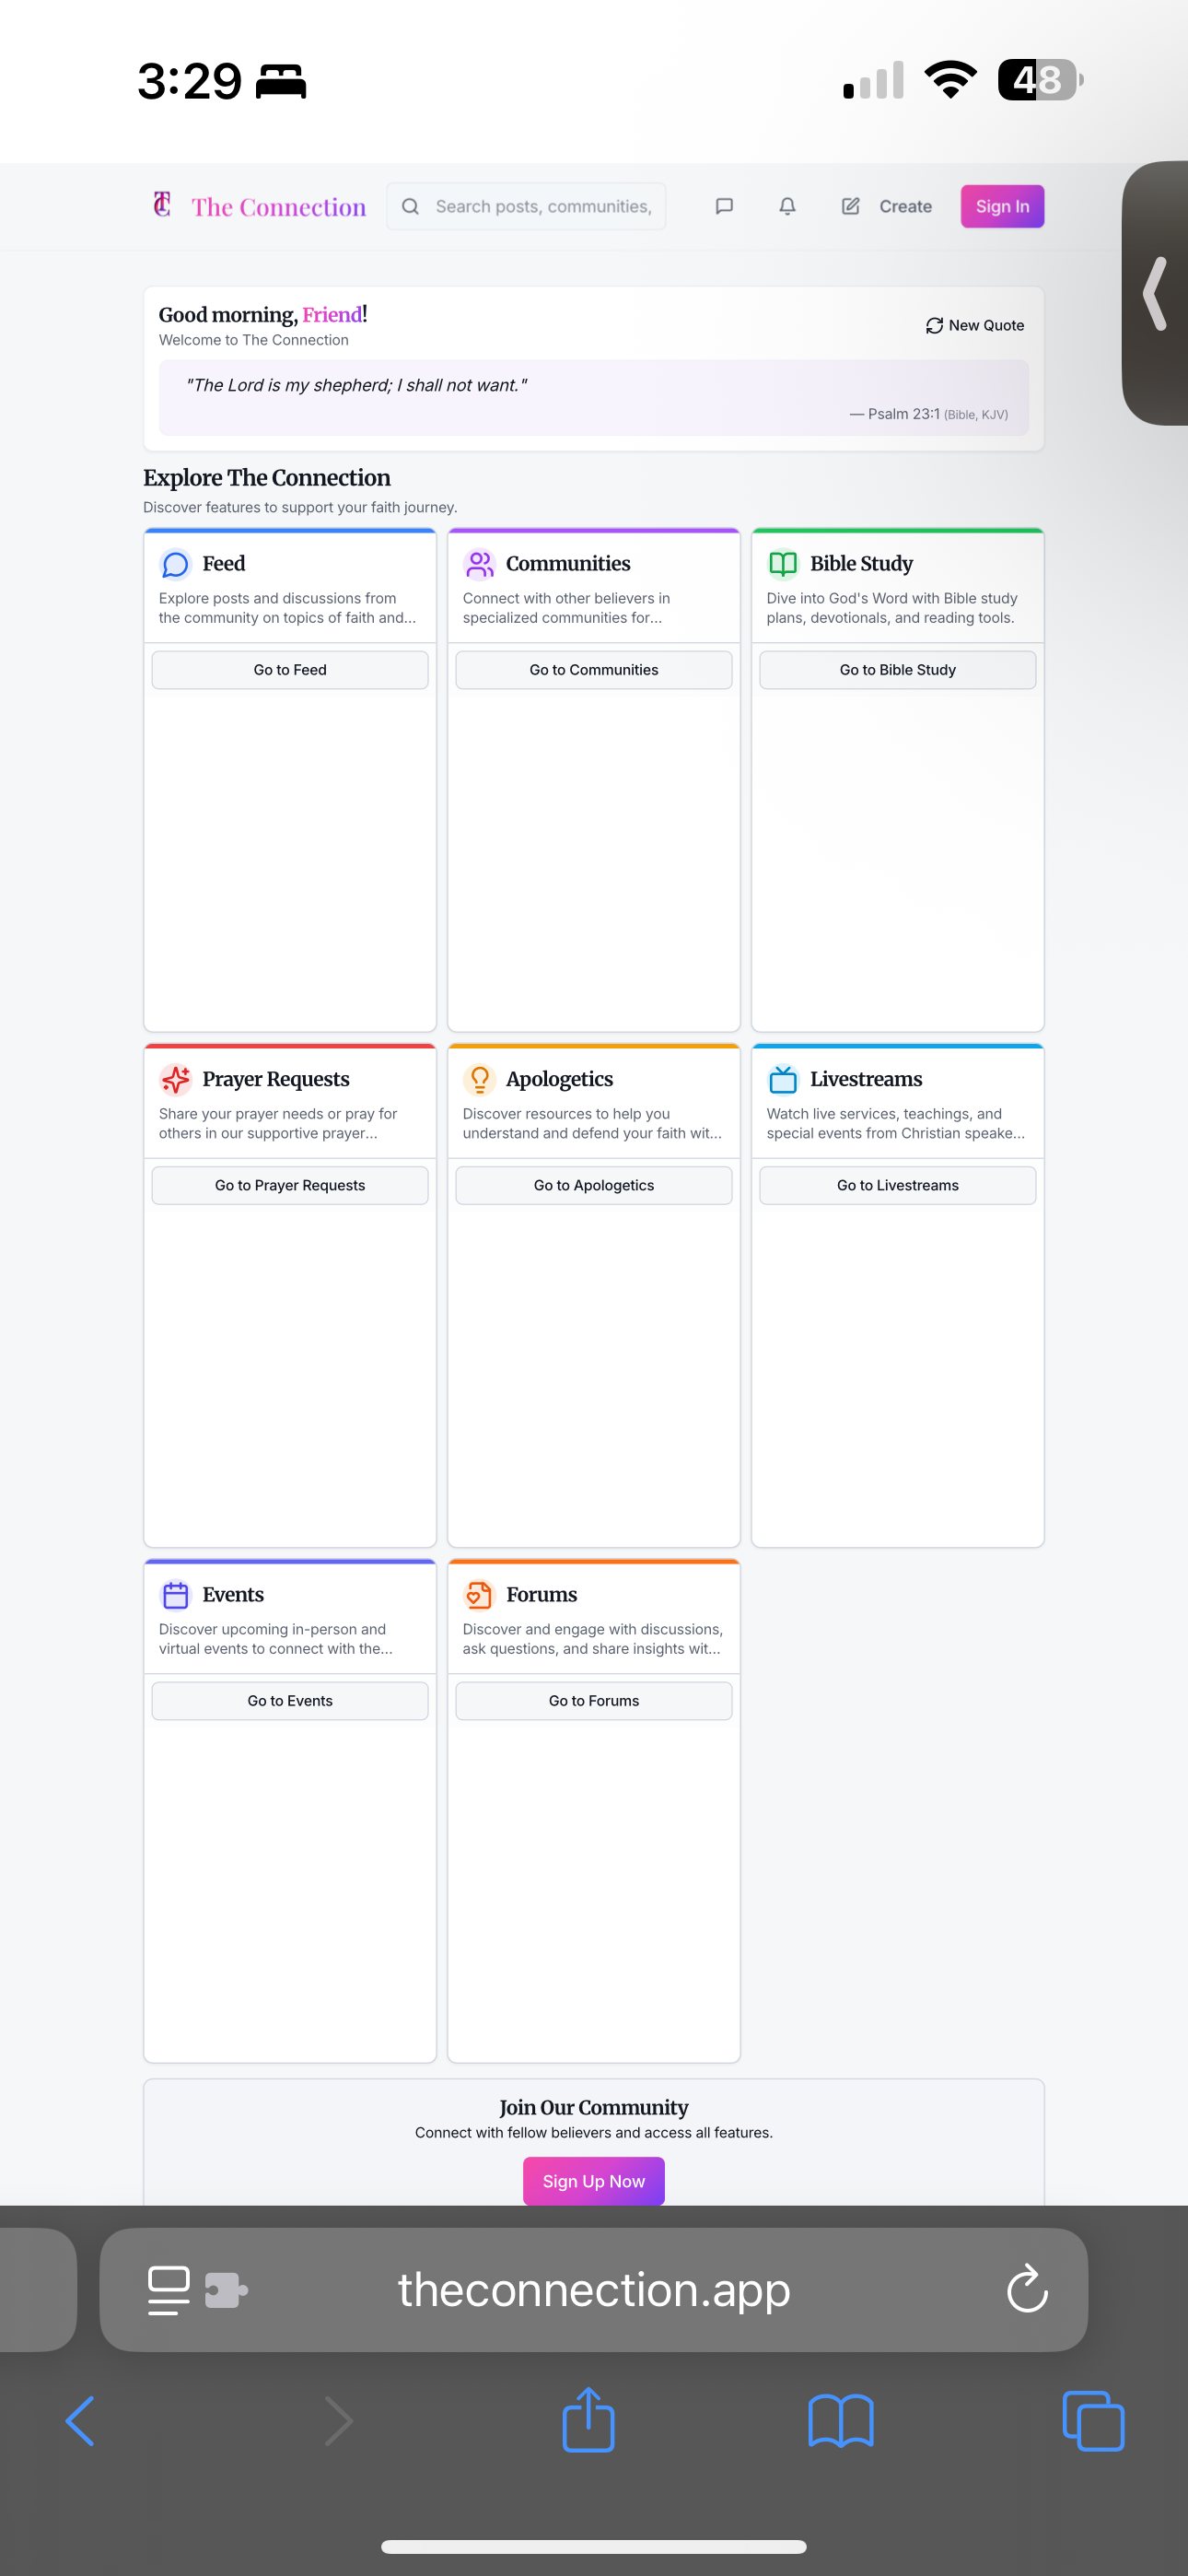 3:29
48
TC The Connection
Search posts, communities,
Create
Sign In
Good morning, Friend!
Welcome to The Connection
New Quote
"The Lord is my shepherd; I shall not want."
— Psalm 23:1 (Bible, KJV)
Explore The Connection
Discover features to support your faith journey.
Feed
Explore posts and discussions from
the community on topics of faith and...
Go to Feed
Communities
Connect with other believers in
specialized communities for...
Go to Communities
Bible Study
Dive into God's Word with Bible study
plans, devotionals, and reading tools.
Go to Bible Study
Prayer Requests
Share your prayer needs or pray for
others in our supportive prayer...
Go to Prayer Requests
Apologetics
Discover resources to help you
understand and defend your faith wit...
Go to Apologetics
Livestreams
Watch live services, teachings, and
special events from Christian speake...
Go to Livestreams
Events
Discover upcoming in-person and
virtual events to connect with the...
Go to Events
Forums
Discover and engage with discussions,
ask questions, and share insights wit...
Go to Forums
Join Our Community
Connect with fellow believers and access all features.
Sign Up Now
theconnection.app